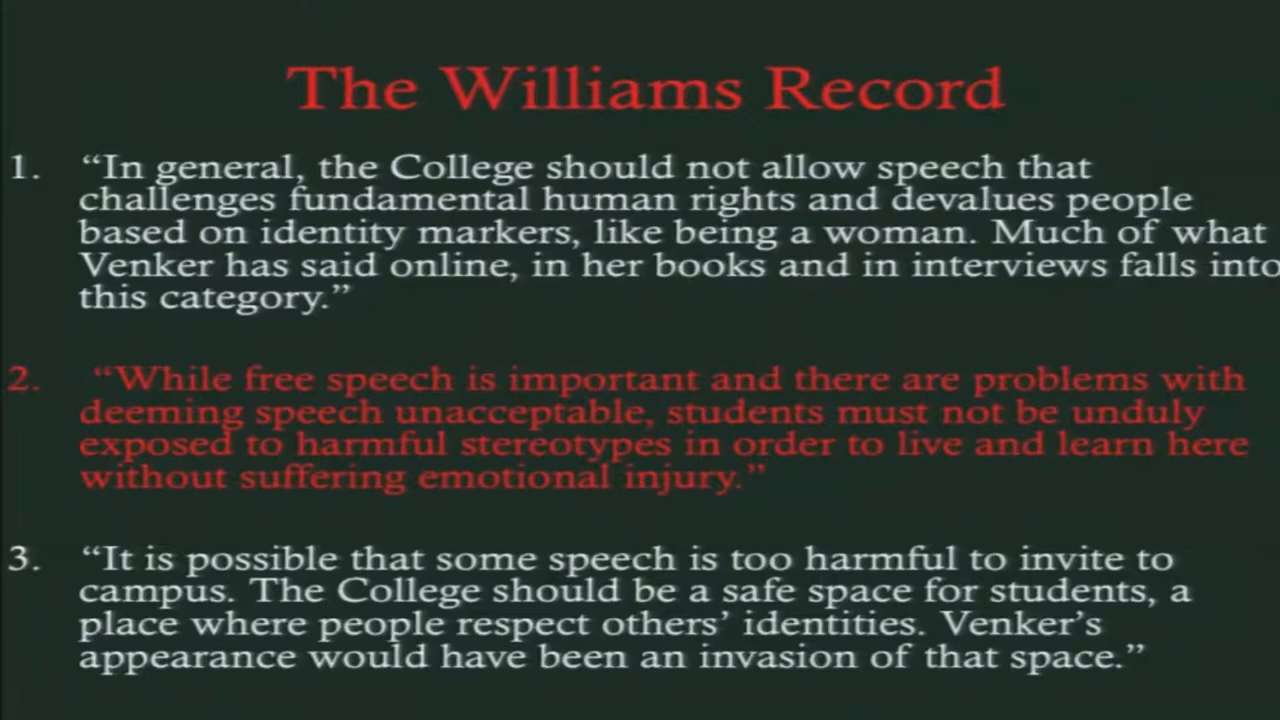 The Williams Record
1. “In general, the College should not allow speech that
challenges fundamental human rights and devalues people
based on identity markers, like being a woman. Much of what
Venker has said online, in her books and in interviews falls into
this category.”
2. “While free speech is important and there are problems with
deeming speech unacceptable, students must not be unduly
exposed to harmful stereotypes in order to live and learn here
without suffering emotional injury.”
3. “It is possible that some speech is too harmful to invite to
campus. The College should be a safe space for students, a
place where people respect others’ identities. Venker’s
appearance would have been an invasion of that space.”